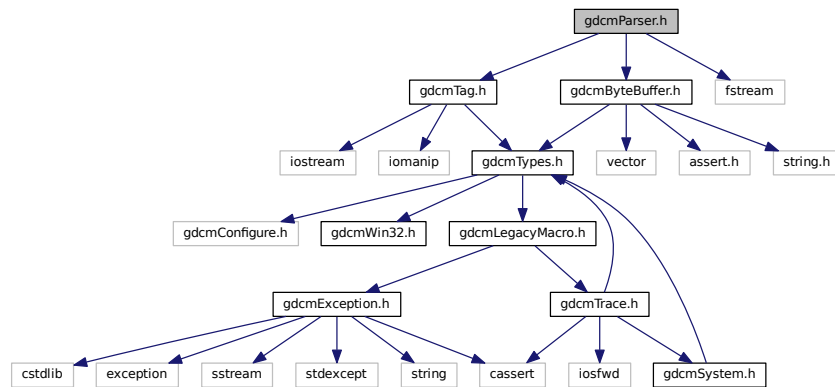 gdcmParser.h
gdcmTag.h
gdcmByteBuffer.h
fstream
iostream
iomanip
gdcmTypes.h
vector
assert.h
string.h
gdcmConfigure.h
gdcmWin32.h
gdcmLegacyMacro.h
gdcmException.h
gdcmTrace.h
cstdlib
exception
sstream
stdexcept
string
cassert
iosfwd
gdcmSystem.h